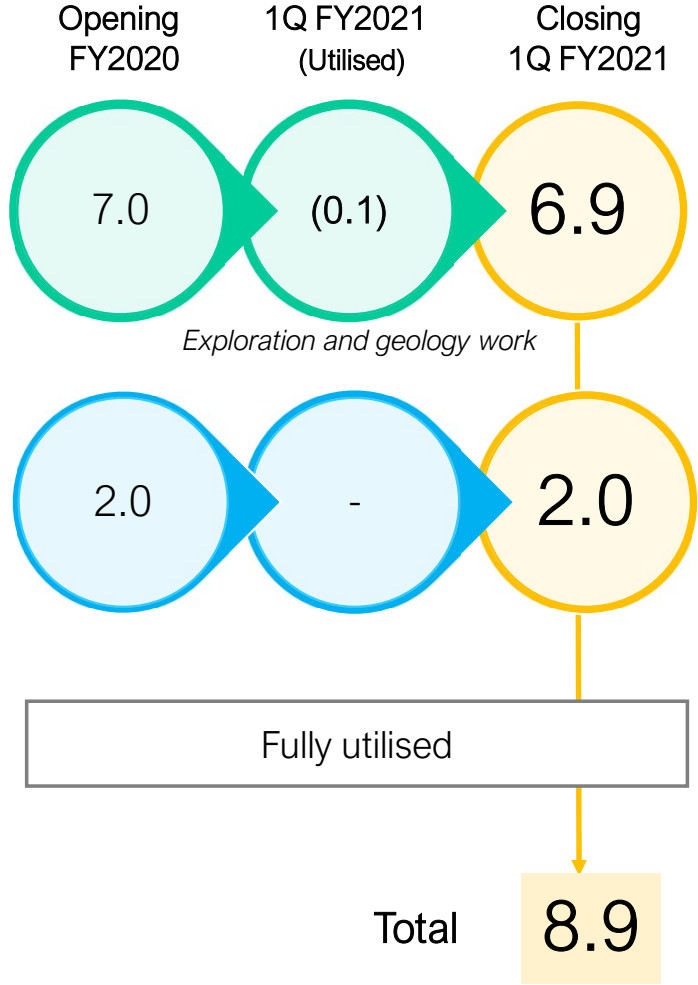 Opening
FY2020
1Q FY2021
(Utilised)
Closing
1Q FY2021
7.0
(0.1)
6.9
Exploration and geology work
2.0
-
2.0
Fully utilised
Total
8.9